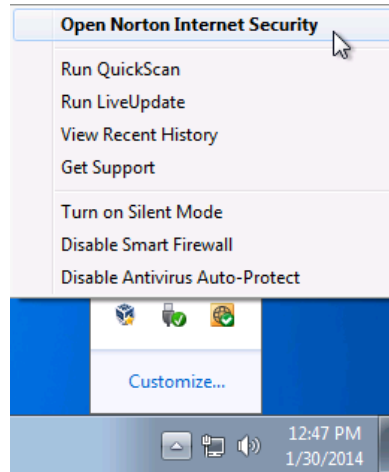 Open Norton Internet Security
Run QuickScan
Run LiveUpdate
View Recent History
Get Support
Turn on Silent Mode
Disable Smart Firewall
Disable Antivirus Auto-Protect
Customize...
12:47 PM
1/30/2014